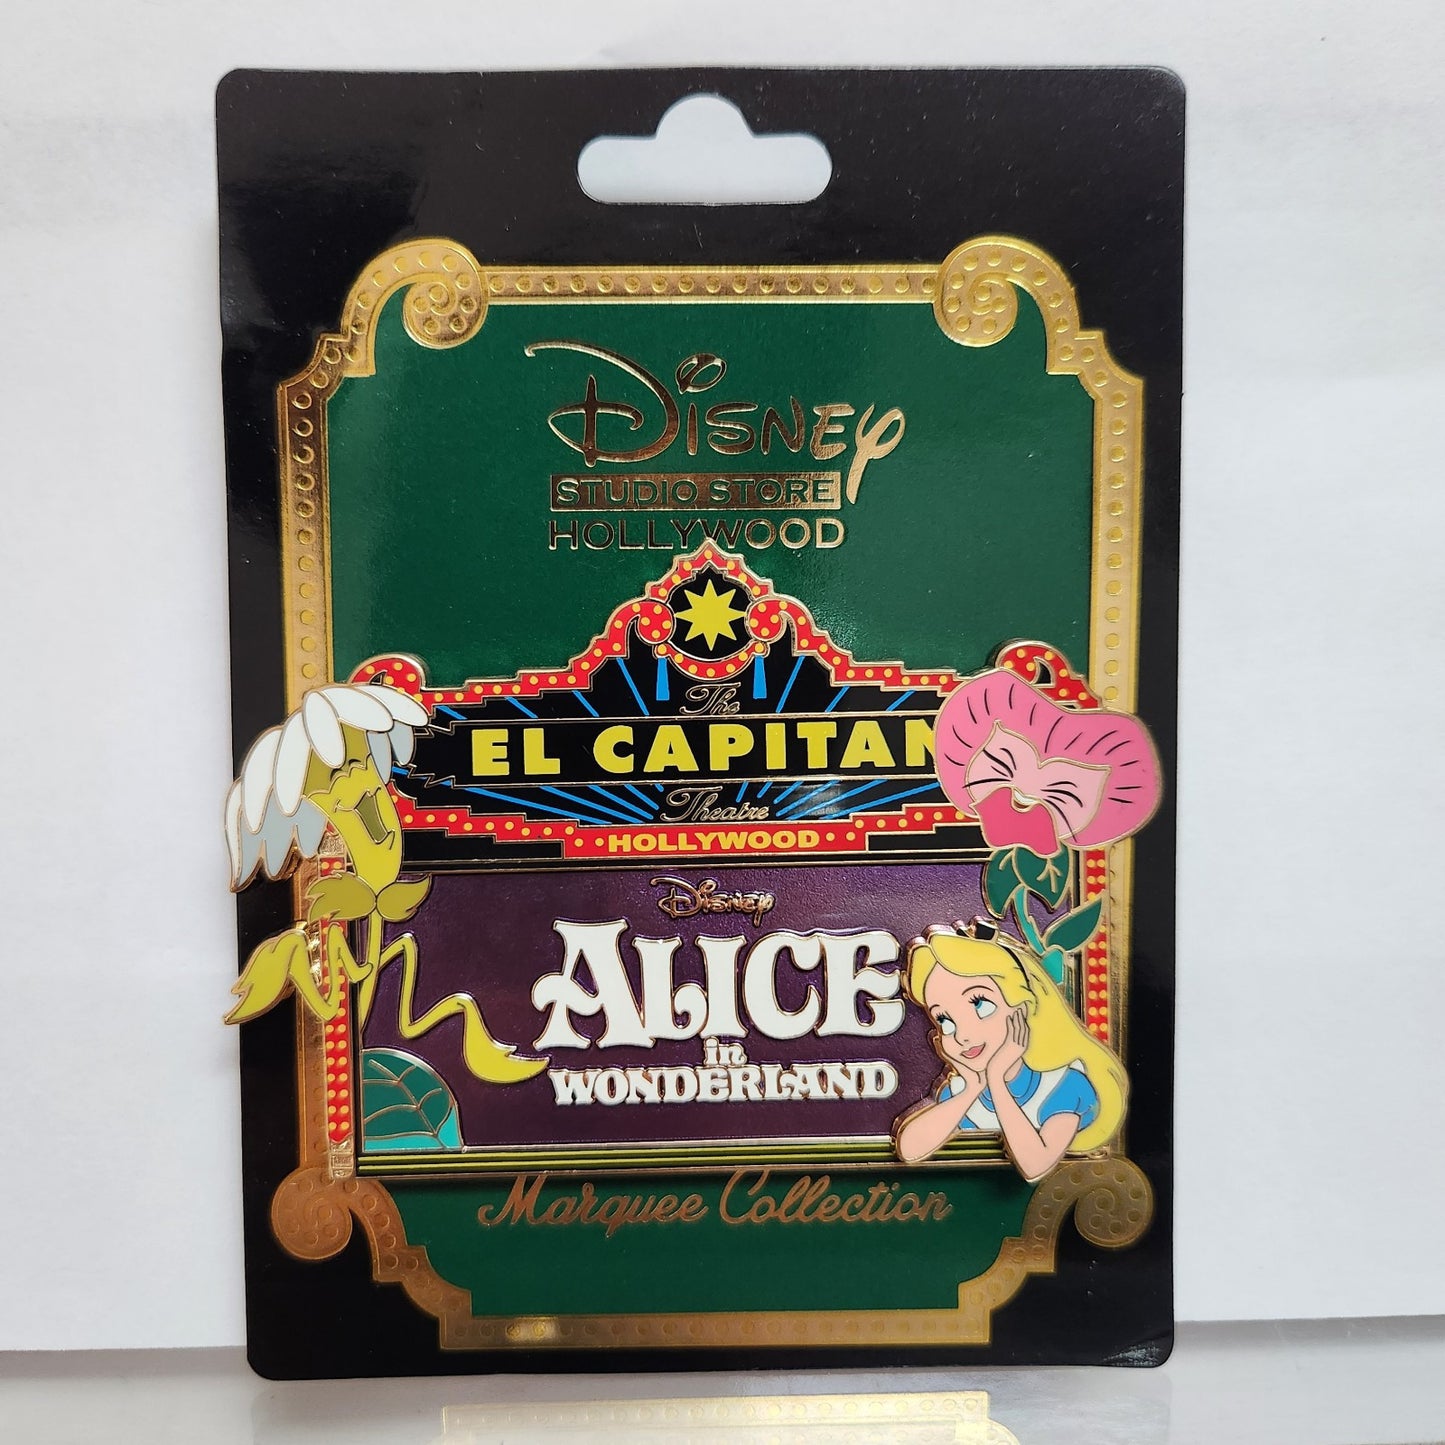 Disney
STUDIO STORE
HOLLYWOOD
The
EL CAPITAN
Theatre
HOLLYWOOD
Disney
ALICE
in
WONDERLAND
Marquee Collection